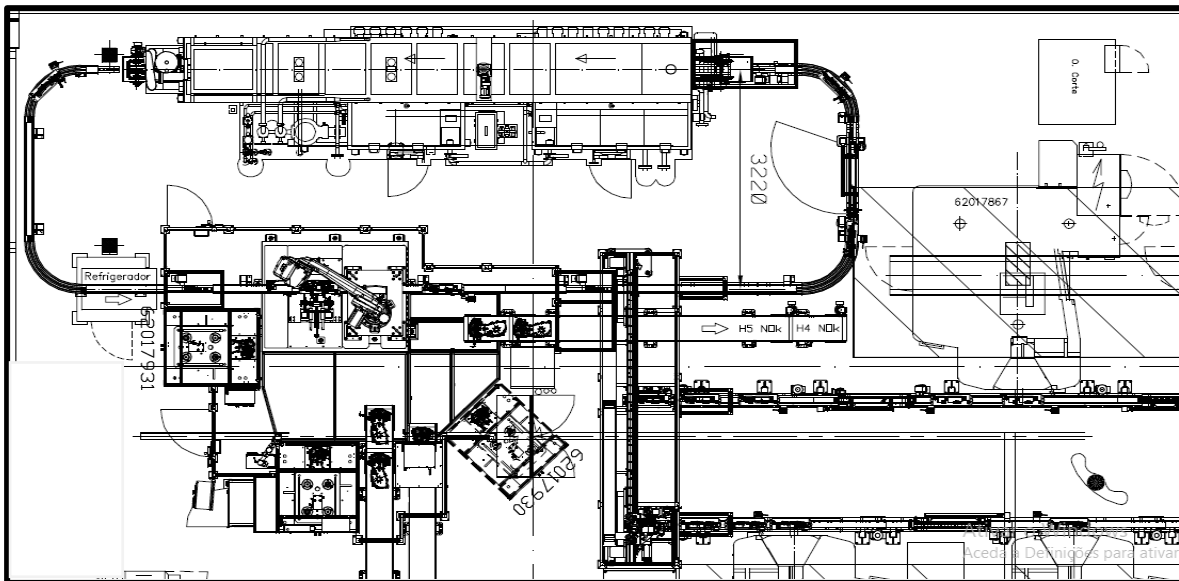 O. Corte
3220
62017867
Refrigerador
H5 NOk
H4 NOk
62017931
62017930
Aceda a Definições para ativar